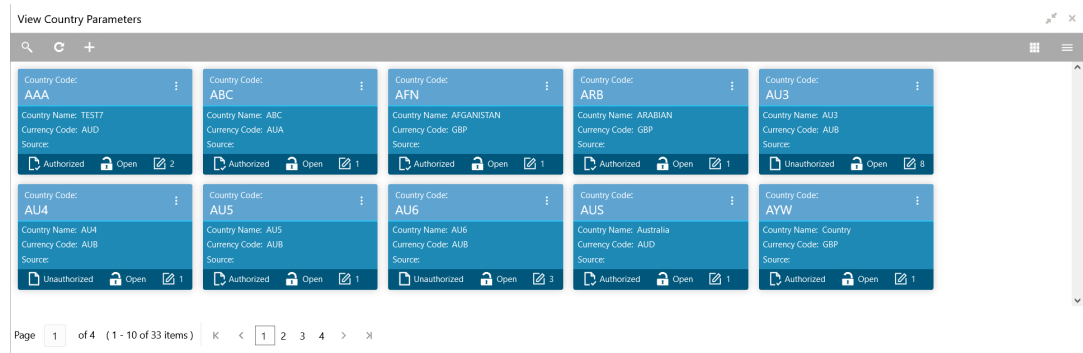 View Country Parameters
Country Code: Country Code: Country Code: Country Code: Country Code:
AAA ABC AFN ARB AU3
Country Name: TEST7 Country Name: ABC Country Name: AFGANISTAN Country Name: ARABIAN Country Name: AU3
Currency Code: AUD Currency Code: AUA Currency Code: GBP Currency Code: GBP Currency Code: AUB
Source: Source: Source: Source: Source:
Authorized Open 2 Authorized Open 1 Authorized Open 1 Authorized Open 1 Unauthorized Open 8
Country Code: Country Code: Country Code: Country Code: Country Code:
AU4 AU5 AU6 AUS AYW
Country Name: AU4 Country Name: AU5 Country Name: AU6 Country Name: Australia Country Name: Country
Currency Code: AUB Currency Code: AUB Currency Code: AUB Currency Code: AUD Currency Code: GBP
Source: Source: Source: Source: Source:
Unauthorized Open 1 Authorized Open 1 Unauthorized Open 3 Authorized Open 1 Authorized Open 1
Page 1 of 4 ( 1 - 10 of 33 items ) 1 2 3 4